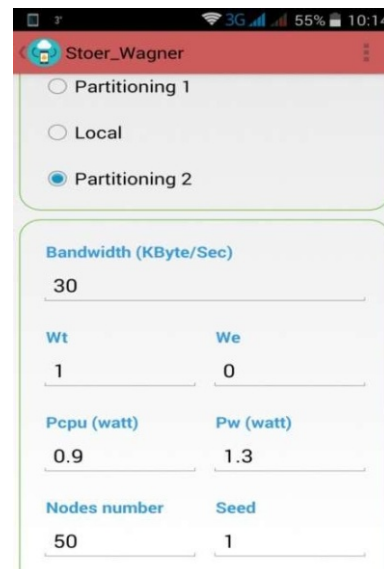 3G 55% 10:14
Stoer_Wagner
Partitioning 1
Local
Partitioning 2
Bandwidth (KByte/Sec)
30
Wt We
1 0
Pcpu (watt) Pw (watt)
0.9 1.3
Nodes number Seed
50 1